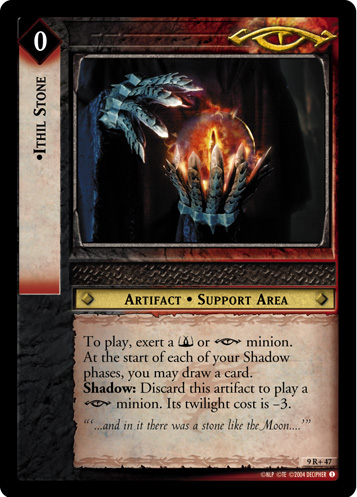 0
•ITHIL STONE
ARTIFACT • SUPPORT AREA
To play, exert a or minion.
At the start of each of your Shadow
phases, you may draw a card.
Shadow: Discard this artifact to play a
minion. Its twilight cost is –3.
“‘...and in it there was a stone like the Moon....’”
9 R+ 47
©NLP ©TE ©2004 DECIPHER